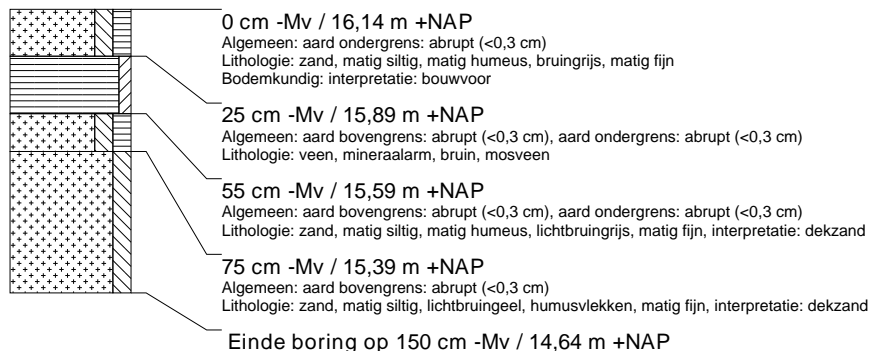 0 cm -Mv / 16,14 m +NAP
Algemeen: aard ondergrens: abrupt (<0,3 cm)
Lithologie: zand, matig siltig, matig humeus, bruingrijs, matig fijn
Bodemkundig: interpretatie: bouwvoor
25 cm -Mv / 15,89 m +NAP
Algemeen: aard bovengrens: abrupt (<0,3 cm), aard ondergrens: abrupt (<0,3 cm)
Lithologie: veen, mineraalarm, bruin, mosveen
55 cm -Mv / 15,59 m +NAP
Algemeen: aard bovengrens: abrupt (<0,3 cm), aard ondergrens: abrupt (<0,3 cm)
Lithologie: zand, matig siltig, matig humeus, lichtbruingrijs, matig fijn, interpretatie: dekzand
75 cm -Mv / 15,39 m +NAP
Algemeen: aard bovengrens: abrupt (<0,3 cm)
Lithologie: zand, matig siltig, lichtbruingeel, humusvlekken, matig fijn, interpretatie: dekzand
Einde boring op 150 cm -Mv / 14,64 m +NAP